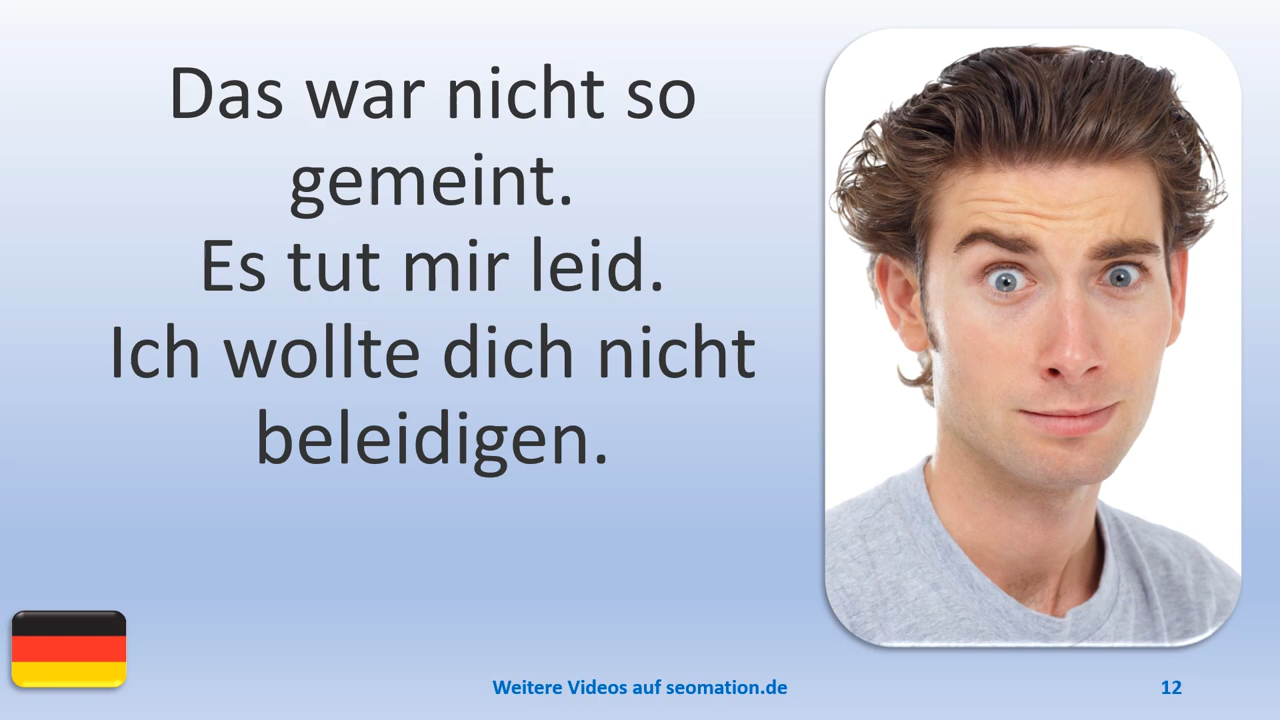 Das war nicht so
gemeint.
Es tut mir leid.
Ich wollte dich nicht
beleidigen.
Weitere Videos auf seomation.de
12